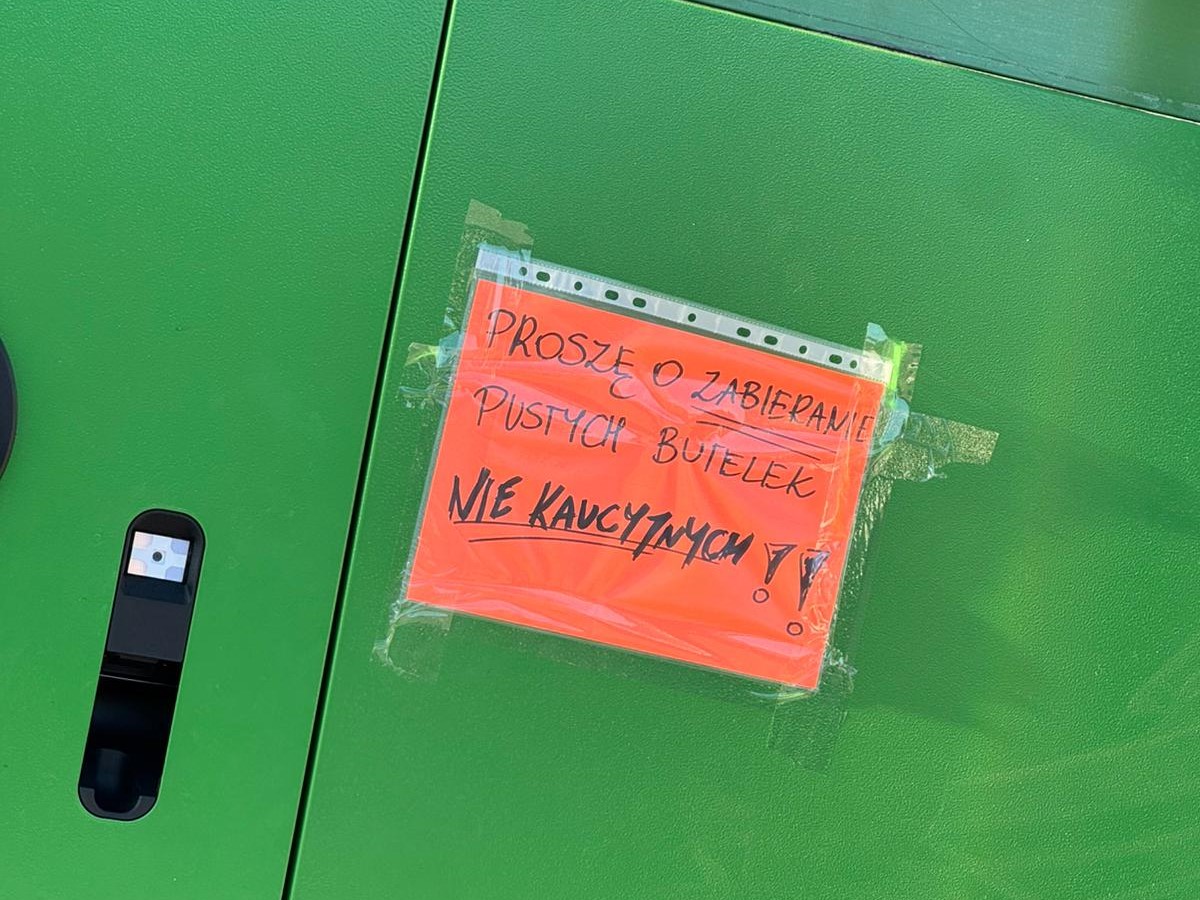 PROSZĘ O ZABIERANIE
PUSTYCH BUTELEK
NIE KAUCYJNYCH !!